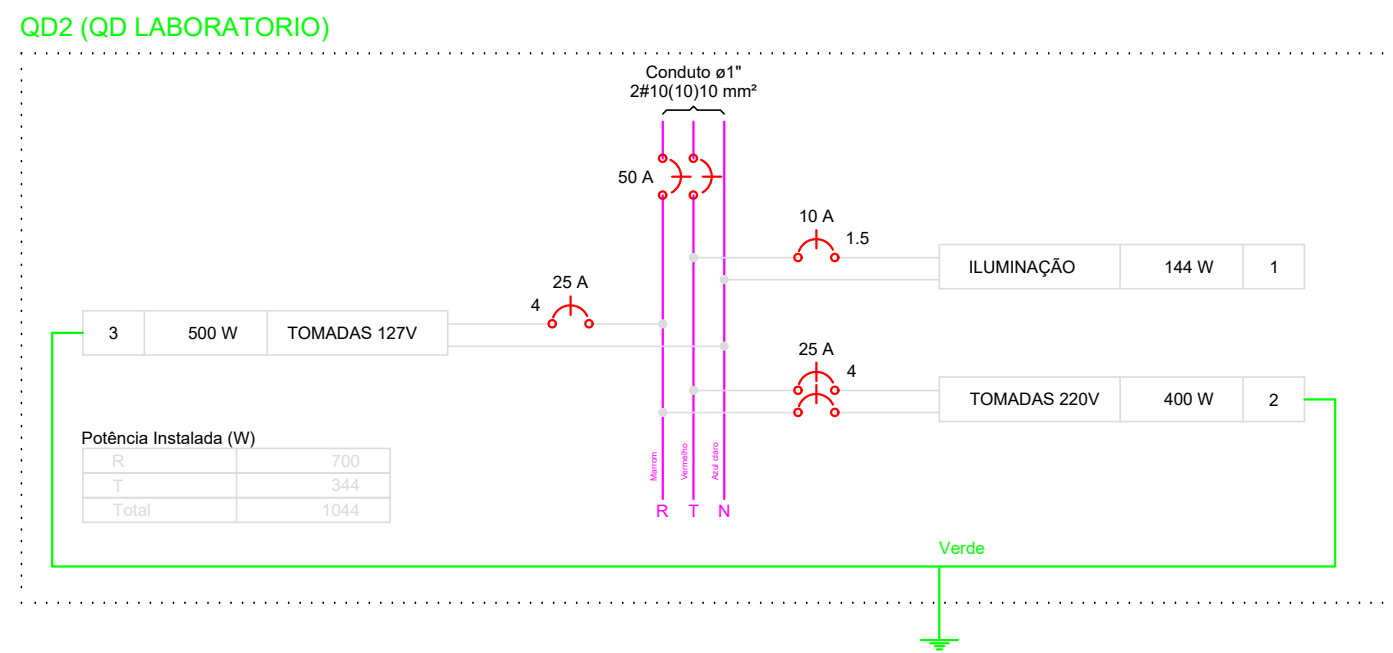 QD2 (QD LABORATORIO)
Conduto ø1"
2#10(10)10 mm²
50 A
10 A
1.5
ILUMINAÇÃO 144 W 1
25 A
4
3 500 W TOMADAS 127V
25 A
4
TOMADAS 220V 400 W 2
Potência Instalada (W)
R 700
T 344
Total 1044
Marrom
Vermelho
Azul claro
R T N
Verde